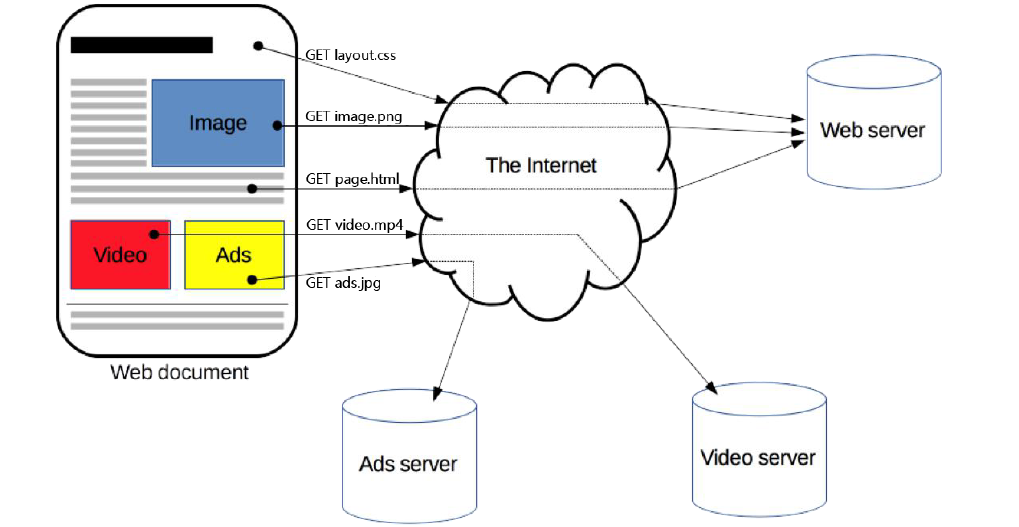 GET layout.css
Image
GET image.png
The Internet
Web server
GET page.html
GET video.mp4
Video
Ads
GET ads.jpg
Web document
Ads server
Video server